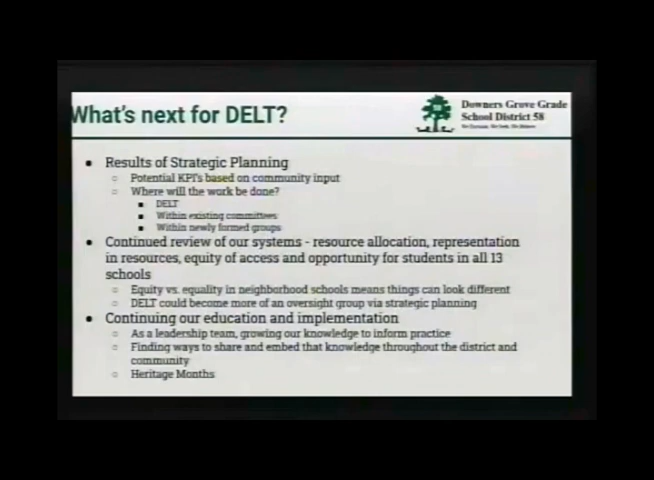 What's next for DELT?
Downers Grove Grade
School District 58
Results of Strategic Planning
Potential KPI's based on community input
Where will the work be done?
DELT
Within existing committees
Within newly formed groups
Continued review of our systems - resource allocation, representation
in resources, equity of access and opportunity for students in all 13
schools
Equity vs. equality in neighborhood schools means things can look different
DELT could become more of an oversight group via strategic planning
Continuing our education and implementation
As a leadership team, growing our knowledge to inform practice
Finding ways to share and embed that knowledge throughout the district and
community
Heritage Months